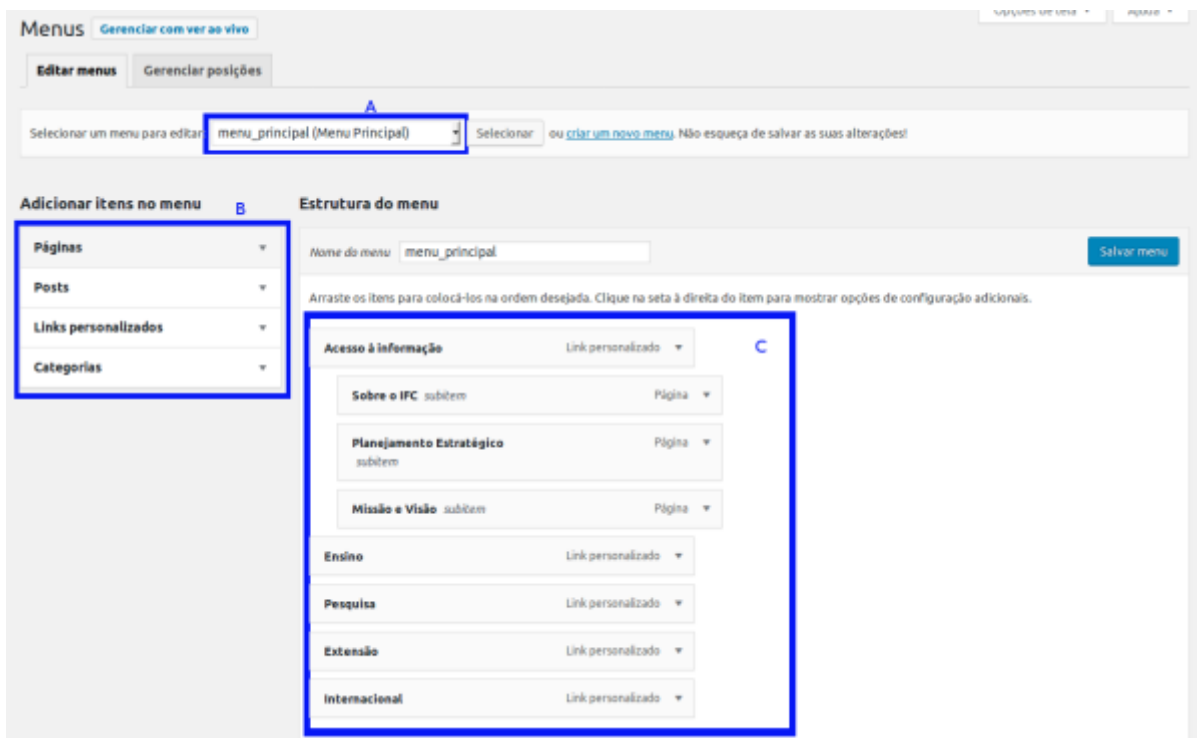 Opções de tela Ajuda
Menus Gerenciar com ver ao vivo
Editar menus Gerenciar posições
A
Selecionar um menu para editar menu_principal (Menu Principal) Selecionar ou criar um novo menu. Não esqueça de salvar as suas alterações!
Adicionar itens no menu B Estrutura do menu
Páginas
Posts
Links personalizados
Categorias
Nome do menu menu_principal Salvar menu
Arraste os itens para colocá-los na ordem desejada. Clique na seta à direita do item para mostrar opções de configuração adicionais.
C
Acesso à informação Link personalizado
Sobre o IFC subitem Página
Planejamento Estratégico Página
subitem
Missão e Visão subitem Página
Ensino Link personalizado
Pesquisa Link personalizado
Extensão Link personalizado
Internacional Link personalizado